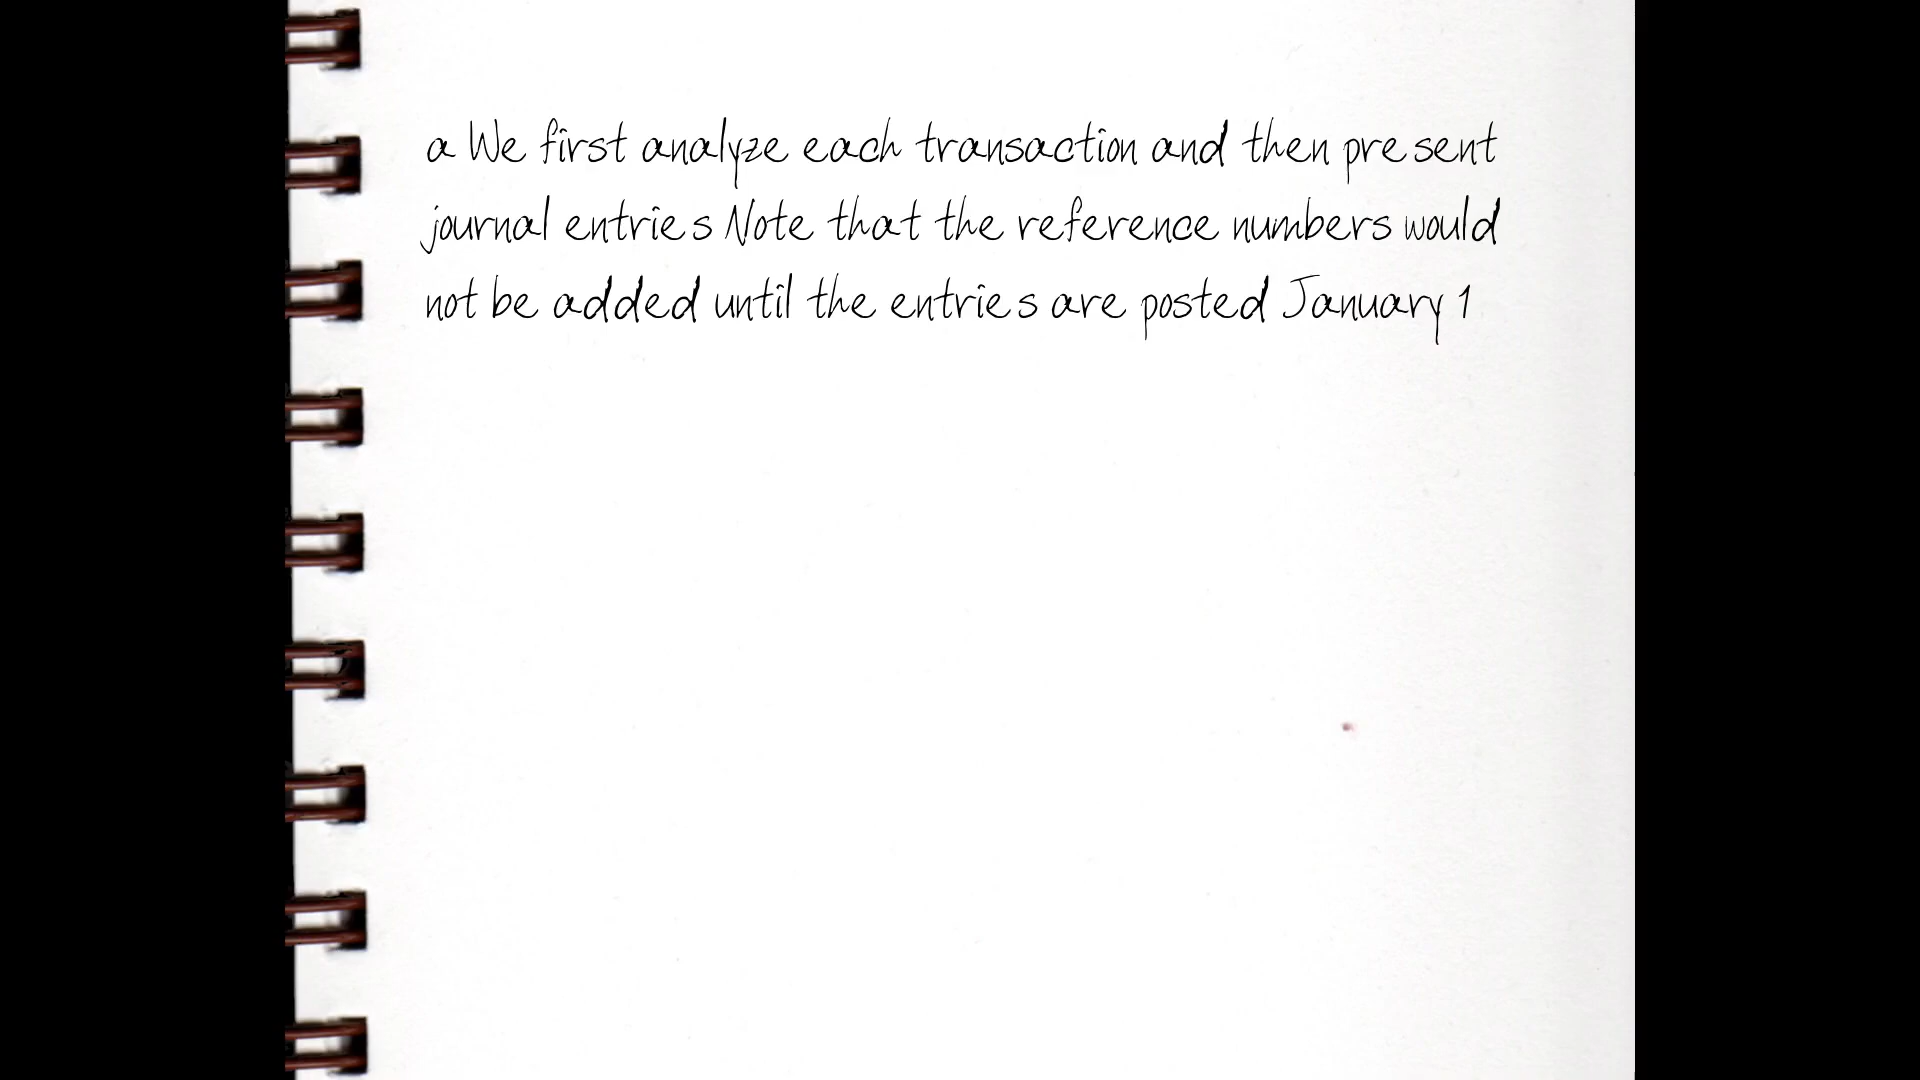 a We first analyze each transaction and then present
journal entries Note that the reference numbers would
not be added until the entries are posted January 1